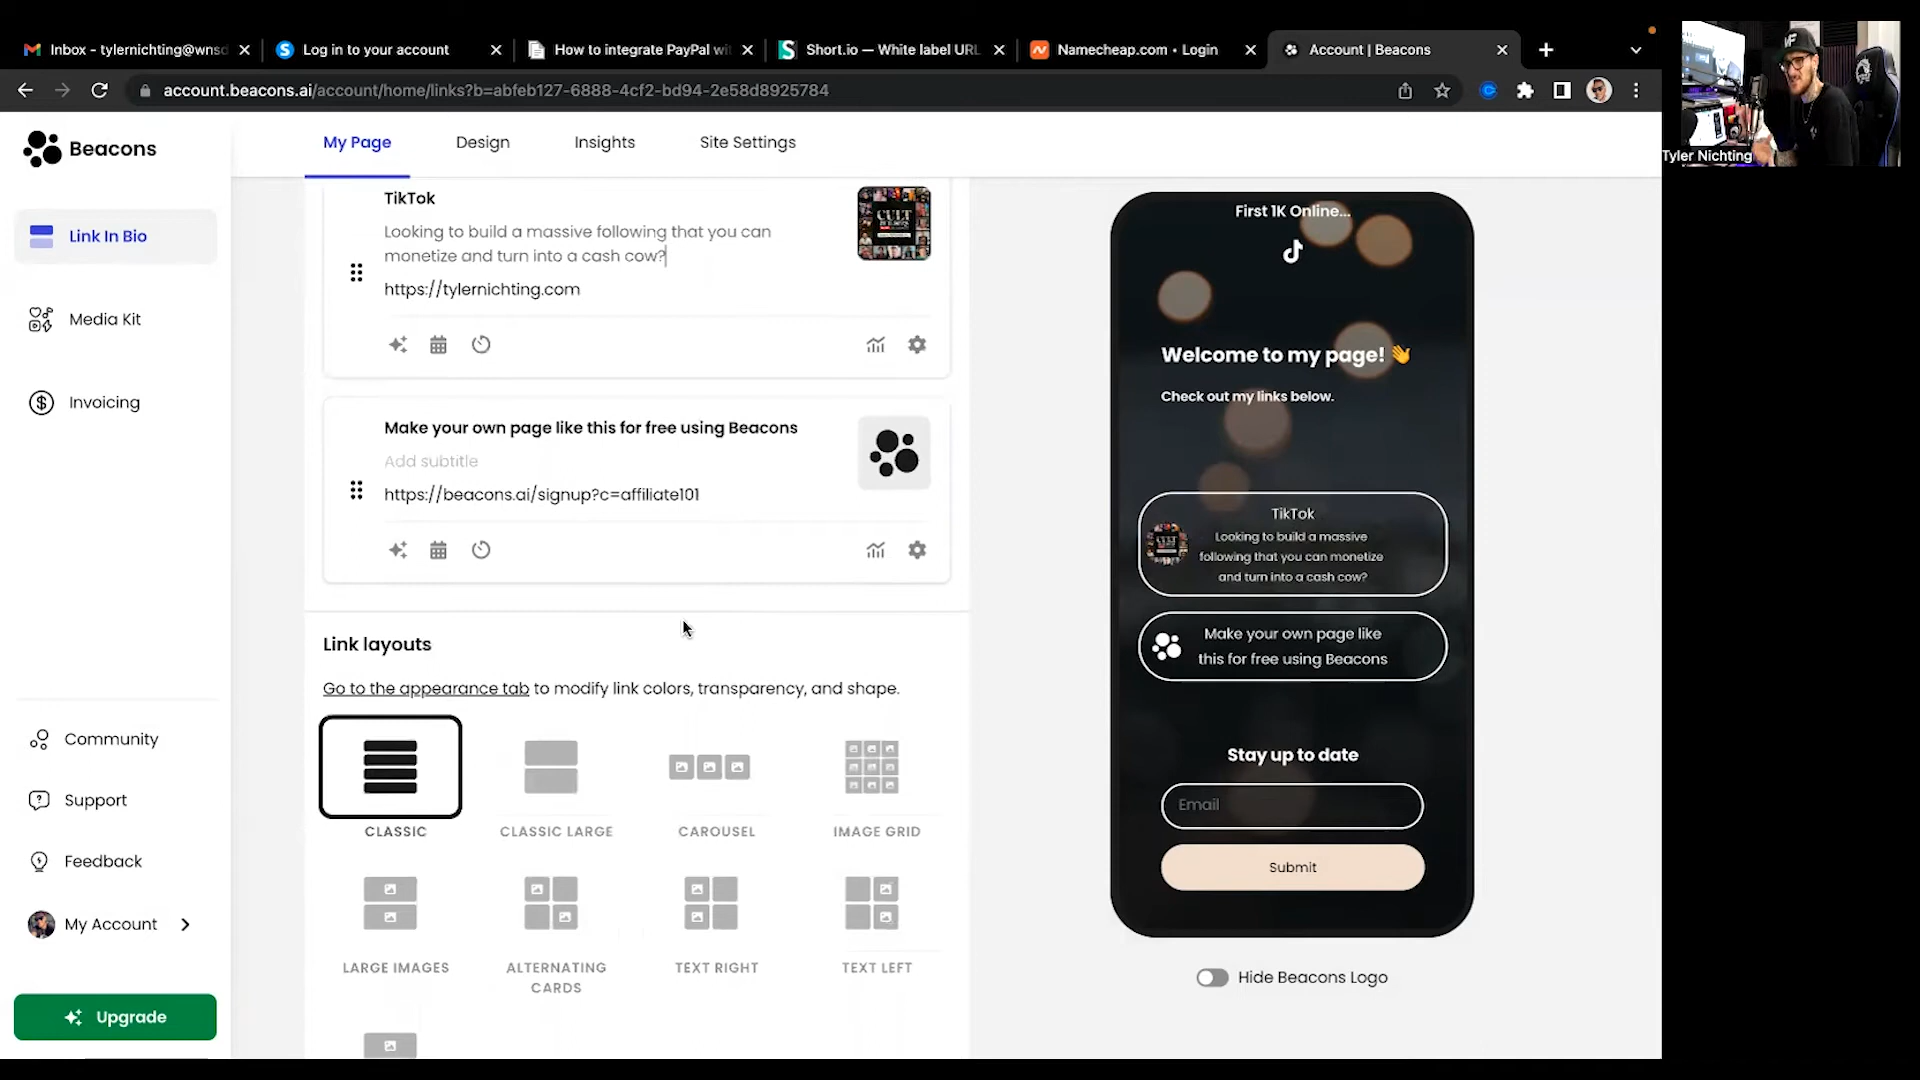 Inbox - tylernichting@wnsd
Log in to your account
How to integrate PayPal wit
Short.io — White label URL
Namecheap.com • Login
Account | Beacons
account.beacons.ai/account/home/links?b=abfeb127-6888-4cf2-bd94-2e58d8925784
Tyler Nichting
Beacons
My Page
Design
Insights
Site Settings
Link In Bio
Media Kit
Invoicing
Community
Support
Feedback
My Account
Upgrade
TikTok
Looking to build a massive following that you can
monetize and turn into a cash cow?
https://tylernichting.com
CULT
Make your own page like this for free using Beacons
Add subtitle
https://beacons.ai/signup?c=affiliate101
Link layouts
Go to the appearance tab to modify link colors, transparency, and shape.
CLASSIC
CLASSIC LARGE
CAROUSEL
IMAGE GRID
LARGE IMAGES
ALTERNATING
CARDS
TEXT RIGHT
TEXT LEFT
First 1K Online...
Welcome to my page! 👋
Check out my links below.
TikTok
Looking to build a massive
following that you can monetize
and turn into a cash cow?
Make your own page like
this for free using Beacons
Stay up to date
Email
Submit
Hide Beacons Logo